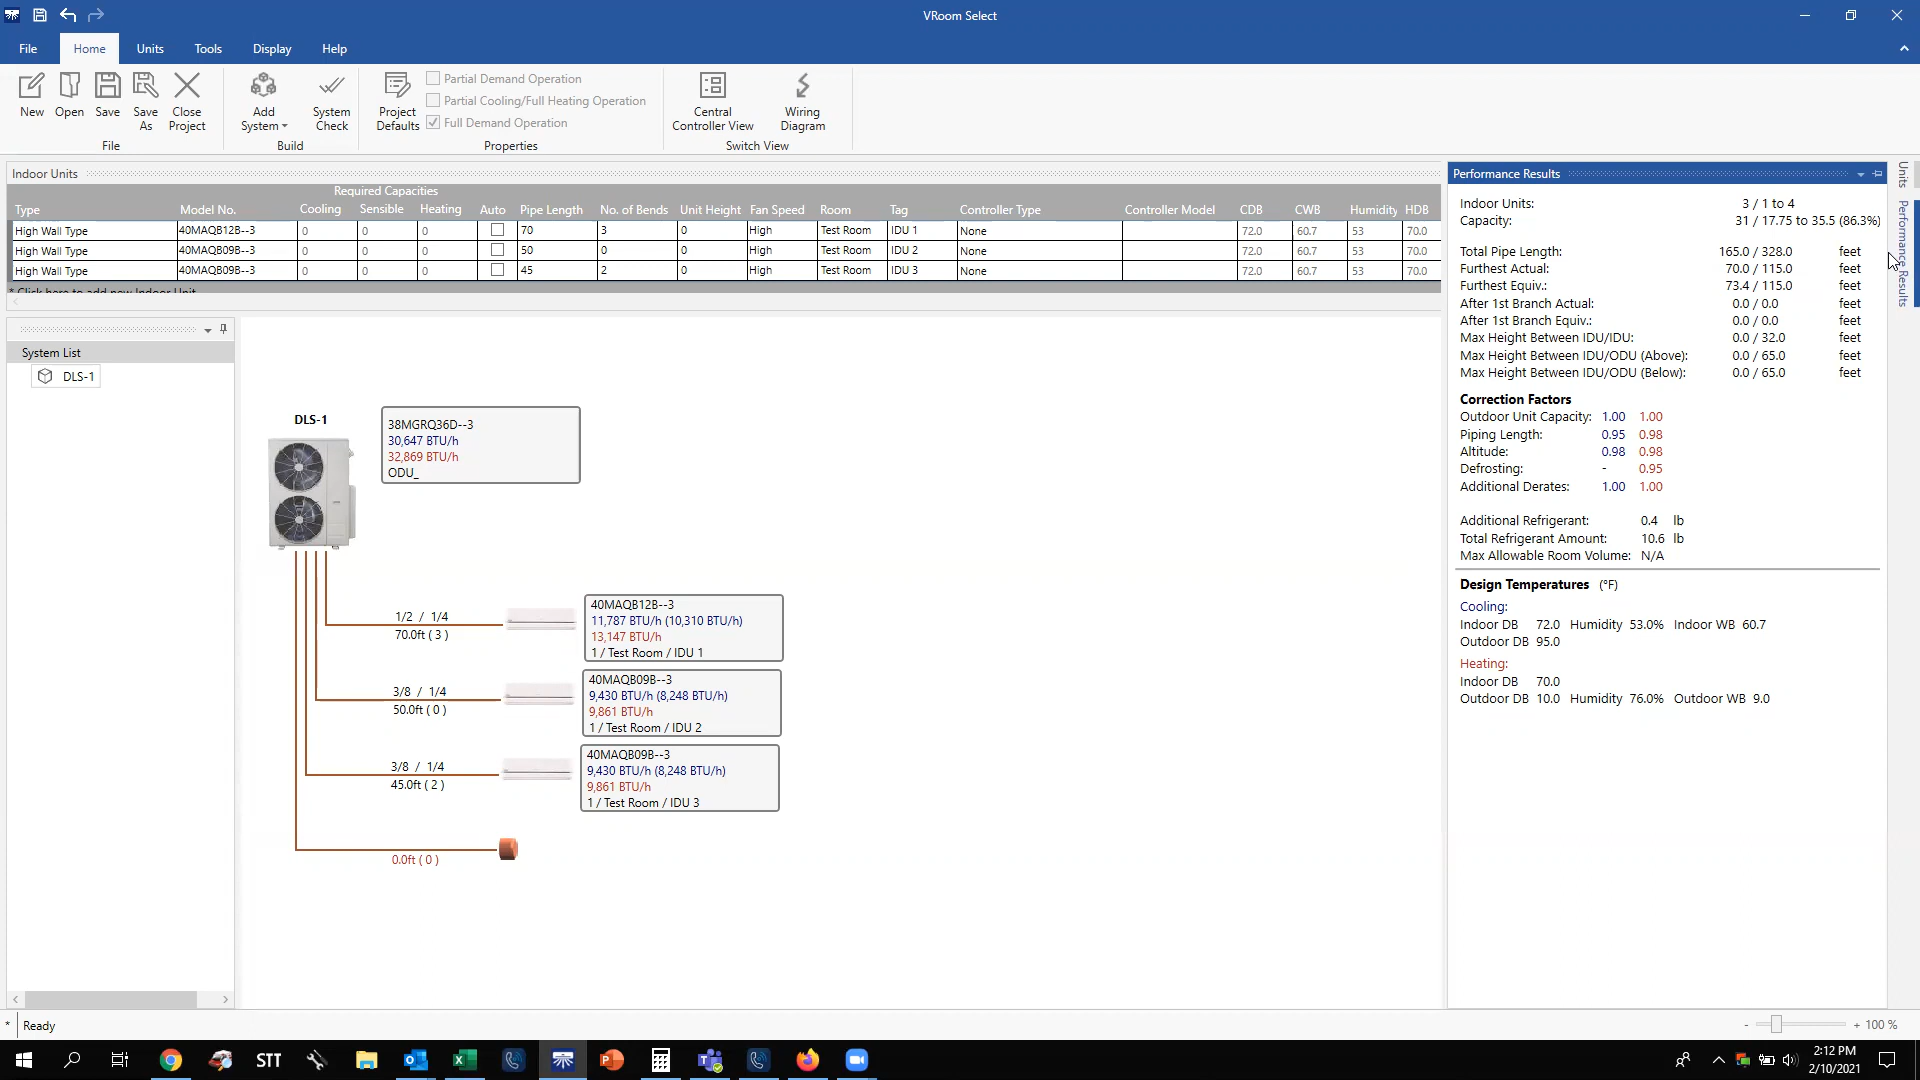 VRoom Select
File Home Units Tools Display Help
New Open Save Save As Close Project
Add System System Check
Project Defaults
Partial Demand Operation
Partial Cooling/Full Heating Operation
Full Demand Operation
Central Controller View Wiring Diagram
File Build Properties Switch View
Indoor Units
Required Capacities
Type Model No. Cooling Sensible Heating Auto Pipe Length No. of Bends Unit Height Fan Speed Room Tag Controller Type Controller Model CDB CWB Humidity HDB
High Wall Type 40MAQB12B--3 0 0 0 70 3 0 High Test Room IDU 1 None 72.0 60.7 53 70.0
High Wall Type 40MAQB09B--3 0 0 0 50 0 0 High Test Room IDU 2 None 72.0 60.7 53 70.0
High Wall Type 40MAQB09B--3 0 0 0 45 2 0 High Test Room IDU 3 None 72.0 60.7 53 70.0
* Click here to add new Indoor Unit
System List
DLS-1
DLS-1
38MGRQ36D--3
30,647 BTU/h
32,869 BTU/h
ODU_
1/2 / 1/4
70.0ft ( 3 )
40MAQB12B--3
11,787 BTU/h (10,310 BTU/h)
13,147 BTU/h
1 / Test Room / IDU 1
3/8 / 1/4
50.0ft ( 0 )
40MAQB09B--3
9,430 BTU/h (8,248 BTU/h)
9,861 BTU/h
1 / Test Room / IDU 2
3/8 / 1/4
45.0ft ( 2 )
40MAQB09B--3
9,430 BTU/h (8,248 BTU/h)
9,861 BTU/h
1 / Test Room / IDU 3
0.0ft ( 0 )
Performance Results
Indoor Units: 3 / 1 to 4
Capacity: 31 / 17.75 to 35.5 (86.3%)
Total Pipe Length: 165.0 / 328.0 feet
Furthest Actual: 70.0 / 115.0 feet
Furthest Equiv.: 73.4 / 115.0 feet
After 1st Branch Actual: 0.0 / 0.0 feet
After 1st Branch Equiv.: 0.0 / 0.0 feet
Max Height Between IDU/IDU: 0.0 / 32.0 feet
Max Height Between IDU/ODU (Above): 0.0 / 65.0 feet
Max Height Between IDU/ODU (Below): 0.0 / 65.0 feet
Correction Factors
Outdoor Unit Capacity: 1.00 1.00
Piping Length: 0.95 0.98
Altitude: 0.98 0.98
Defrosting: - 0.95
Additional Derates: 1.00 1.00
Additional Refrigerant: 0.4 lb
Total Refrigerant Amount: 10.6 lb
Max Allowable Room Volume: N/A
Design Temperatures (°F)
Cooling:
Indoor DB 72.0 Humidity 53.0% Indoor WB 60.7
Outdoor DB 95.0
Heating:
Indoor DB 70.0
Outdoor DB 10.0 Humidity 76.0% Outdoor WB 9.0
Units
Performance Results
* Ready
- + 100 %
STT
2:12 PM
2/10/2021